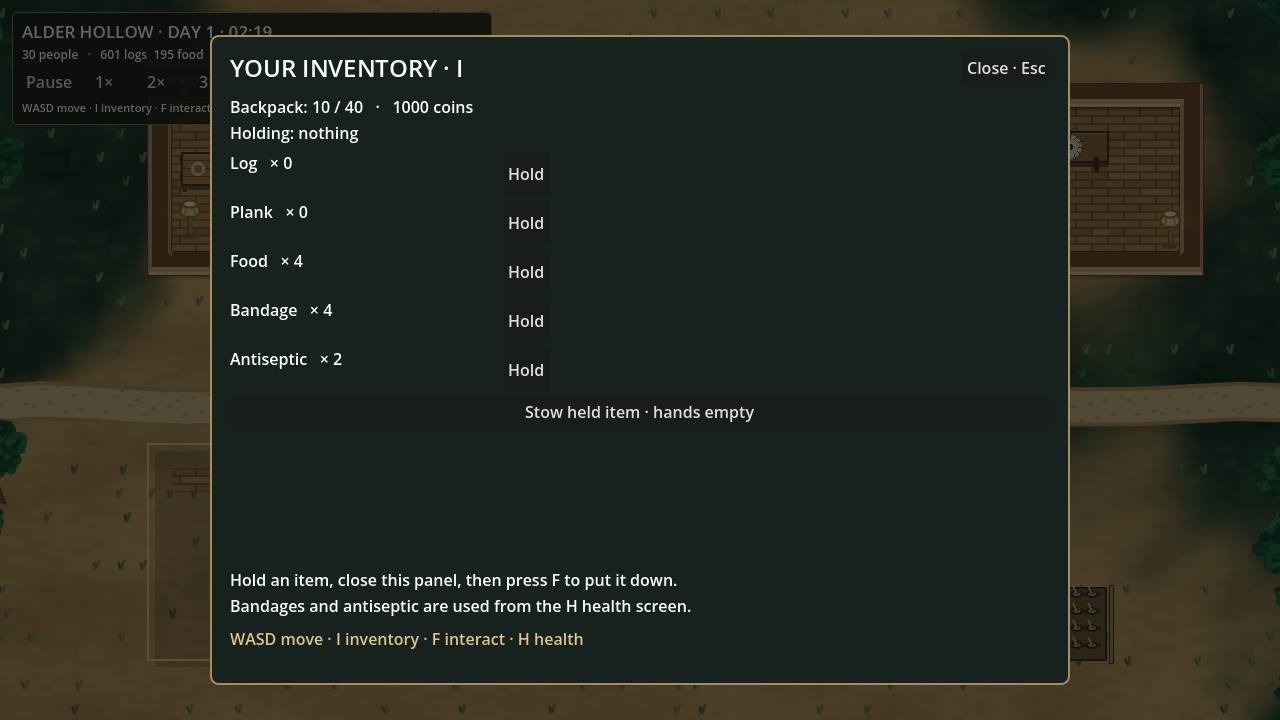 ALDER HOLLOW · DAY 1 · 02:19
30 people · 601 logs 195 food
Pause 1× 2× 3
WASD move · I inventory · F interact
YOUR INVENTORY · I
Close · Esc
Backpack: 10 / 40 · 1000 coins
Holding: nothing
Log × 0
Hold
Plank × 0
Hold
Food × 4
Hold
Bandage × 4
Hold
Antiseptic × 2
Hold
Stow held item · hands empty
Hold an item, close this panel, then press F to put it down.
Bandages and antiseptic are used from the H health screen.
WASD move · I inventory · F interact · H health